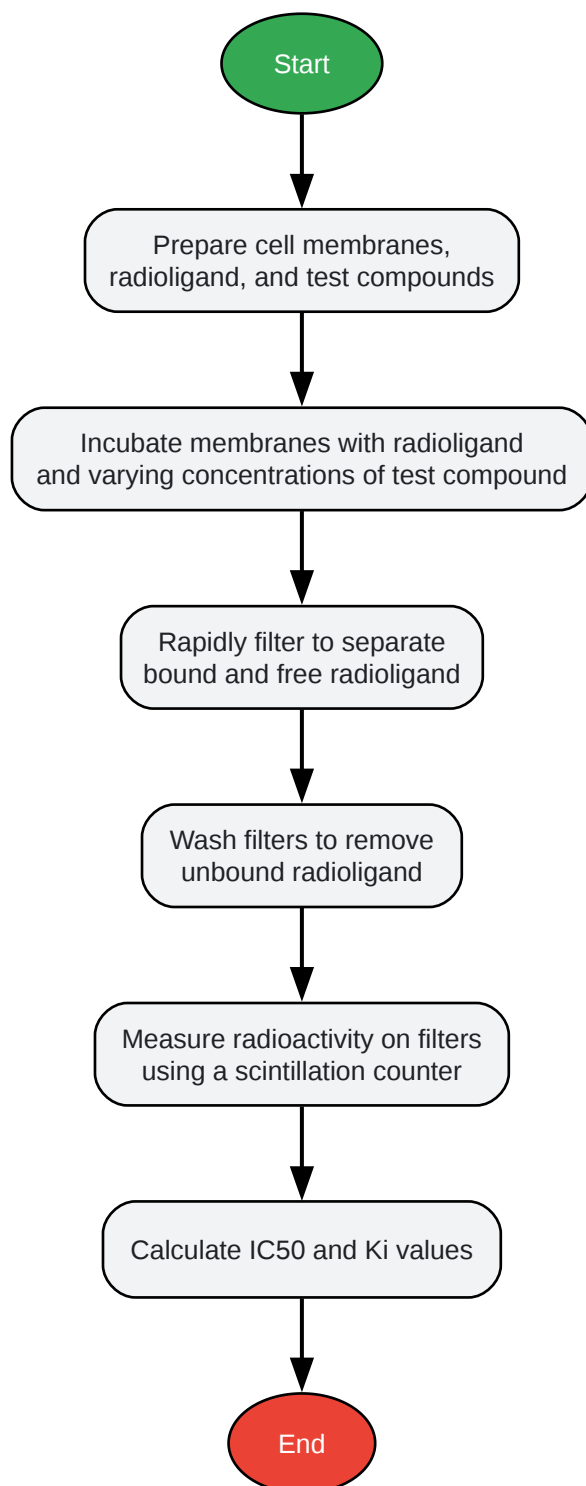 Start
Prepare cell membranes,
radioligand, and test compounds
Incubate membranes with radioligand
and varying concentrations of test compound
Rapidly filter to separate
bound and free radioligand
Wash filters to remove
unbound radioligand
Measure radioactivity on filters
using a scintillation counter
Calculate IC50 and Ki values
End